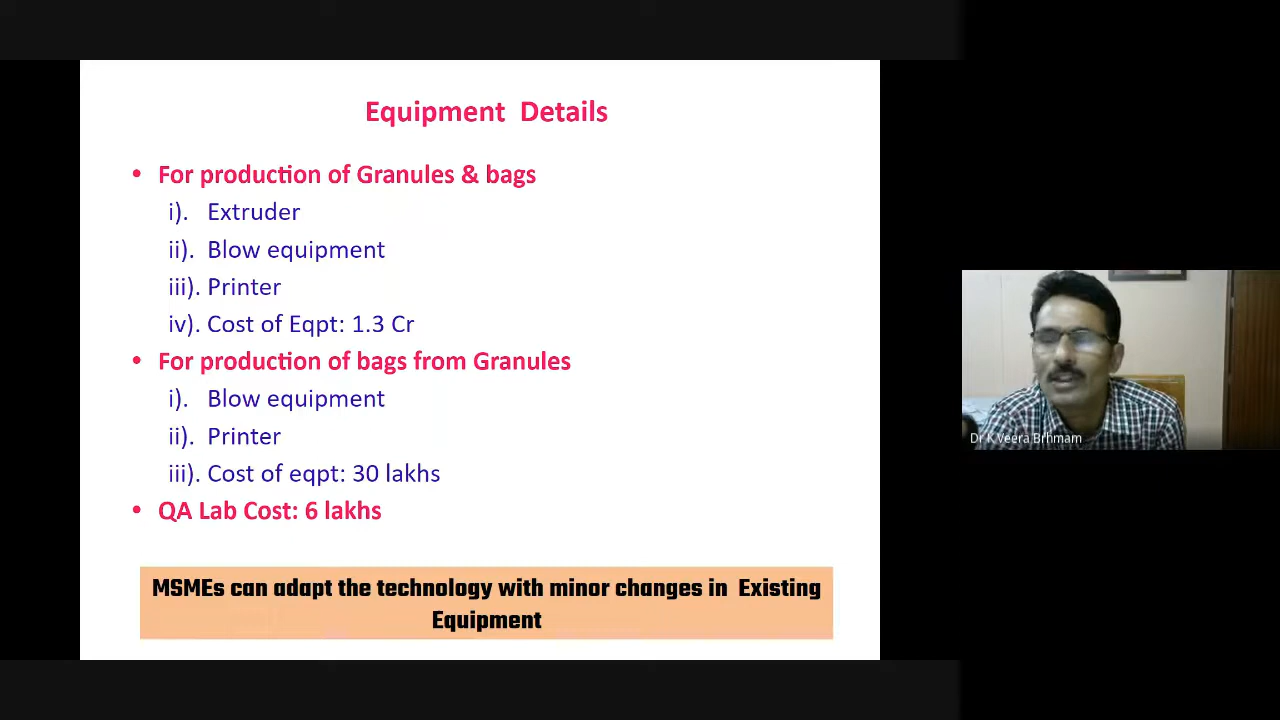 Equipment Details
• For production of Granules & bags
i). Extruder
ii). Blow equipment
iii). Printer
iv). Cost of Eqpt: 1.3 Cr
• For production of bags from Granules
i). Blow equipment
ii). Printer
iii). Cost of eqpt: 30 lakhs
• QA Lab Cost: 6 lakhs
MSMEs can adapt the technology with minor changes in Existing
Equipment
Dr K Veera Brhmam